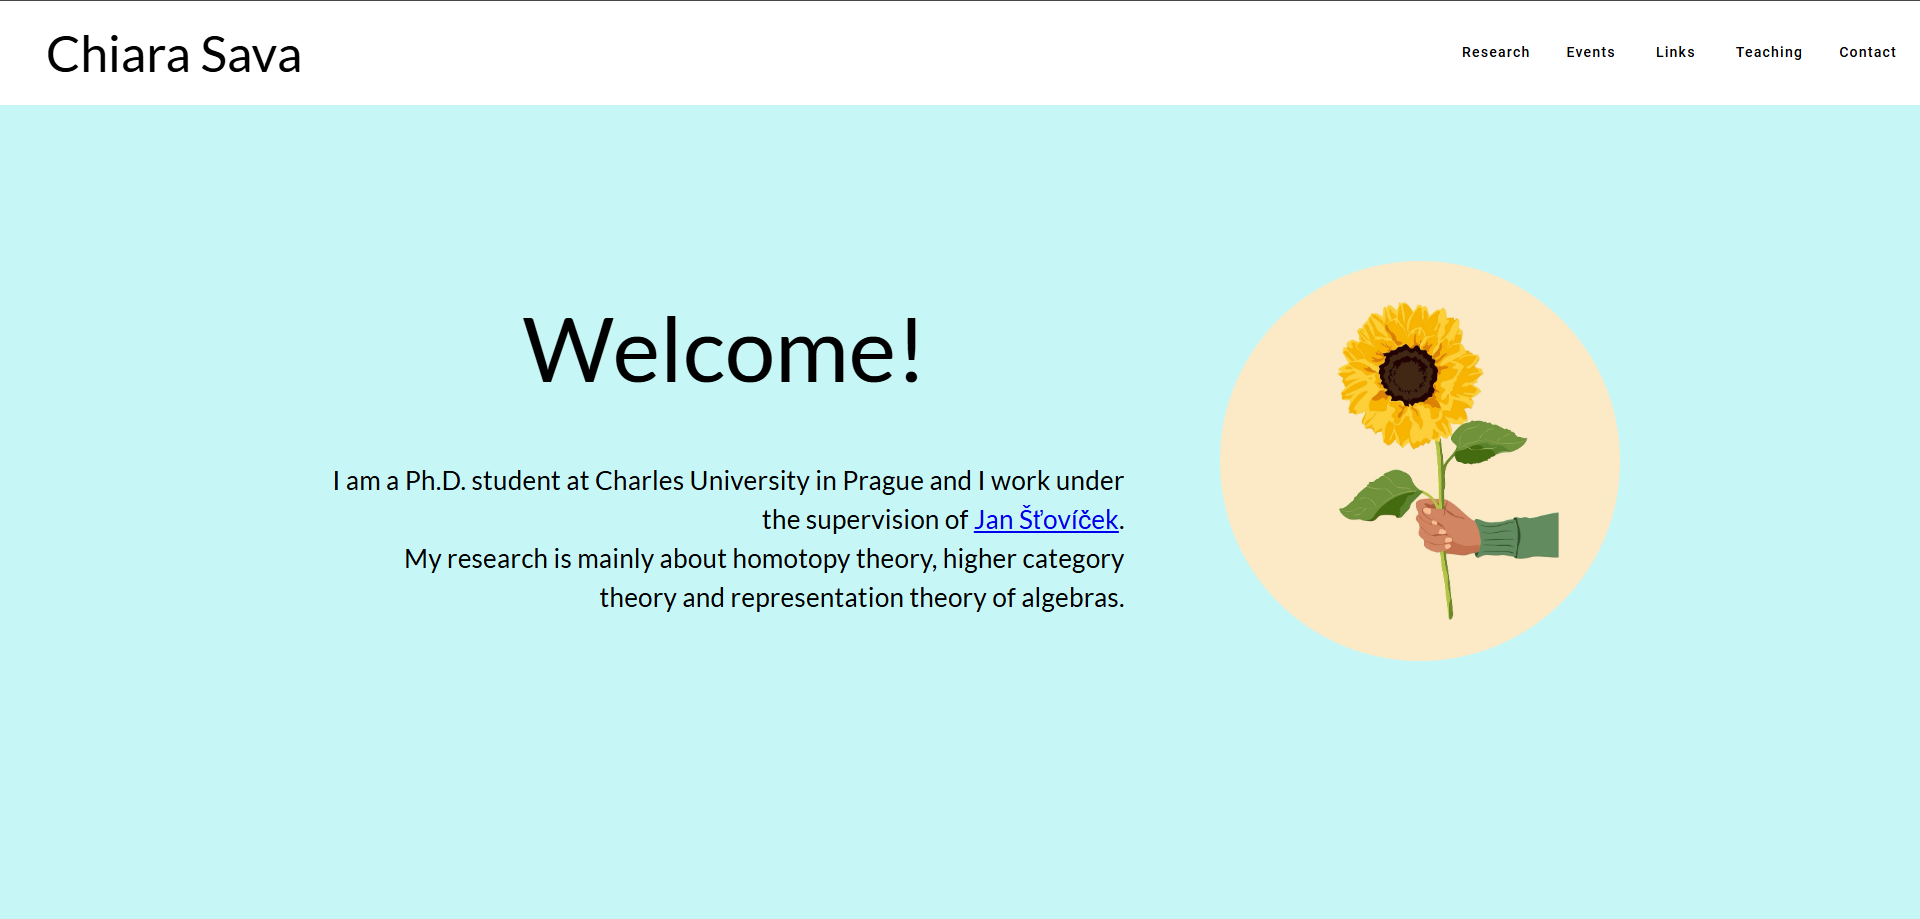 Chiara Sava
Research Events Links Teaching Contact
Welcome!
I am a Ph.D. student at Charles University in Prague and I work under
the supervision of Jan Šťovíček.
My research is mainly about homotopy theory, higher category
theory and representation theory of algebras.